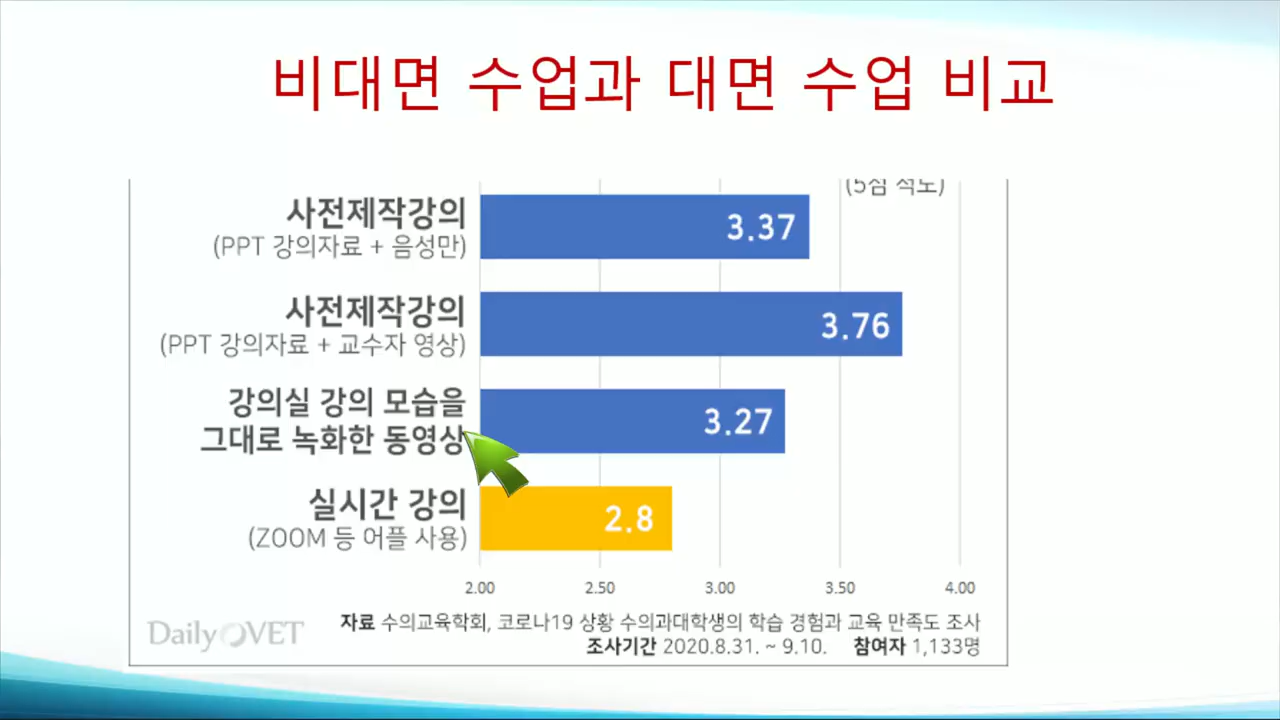 비대면 수업과 대면 수업 비교
(5점 척도)
사전제작강의
(PPT 강의자료 + 음성만)
3.37
사전제작강의
(PPT 강의자료 + 교수자 영상)
3.76
강의실 강의 모습을
그대로 녹화한 동영상
3.27
실시간 강의
(ZOOM 등 어플 사용)
2.8
2.00 2.50 3.00 3.50 4.00
DailyVET
자료 수의교육학회, 코로나19 상황 수의과대학생의 학습 경험과 교육 만족도 조사
조사기간 2020.8.31. ~ 9.10. 참여자 1,133명